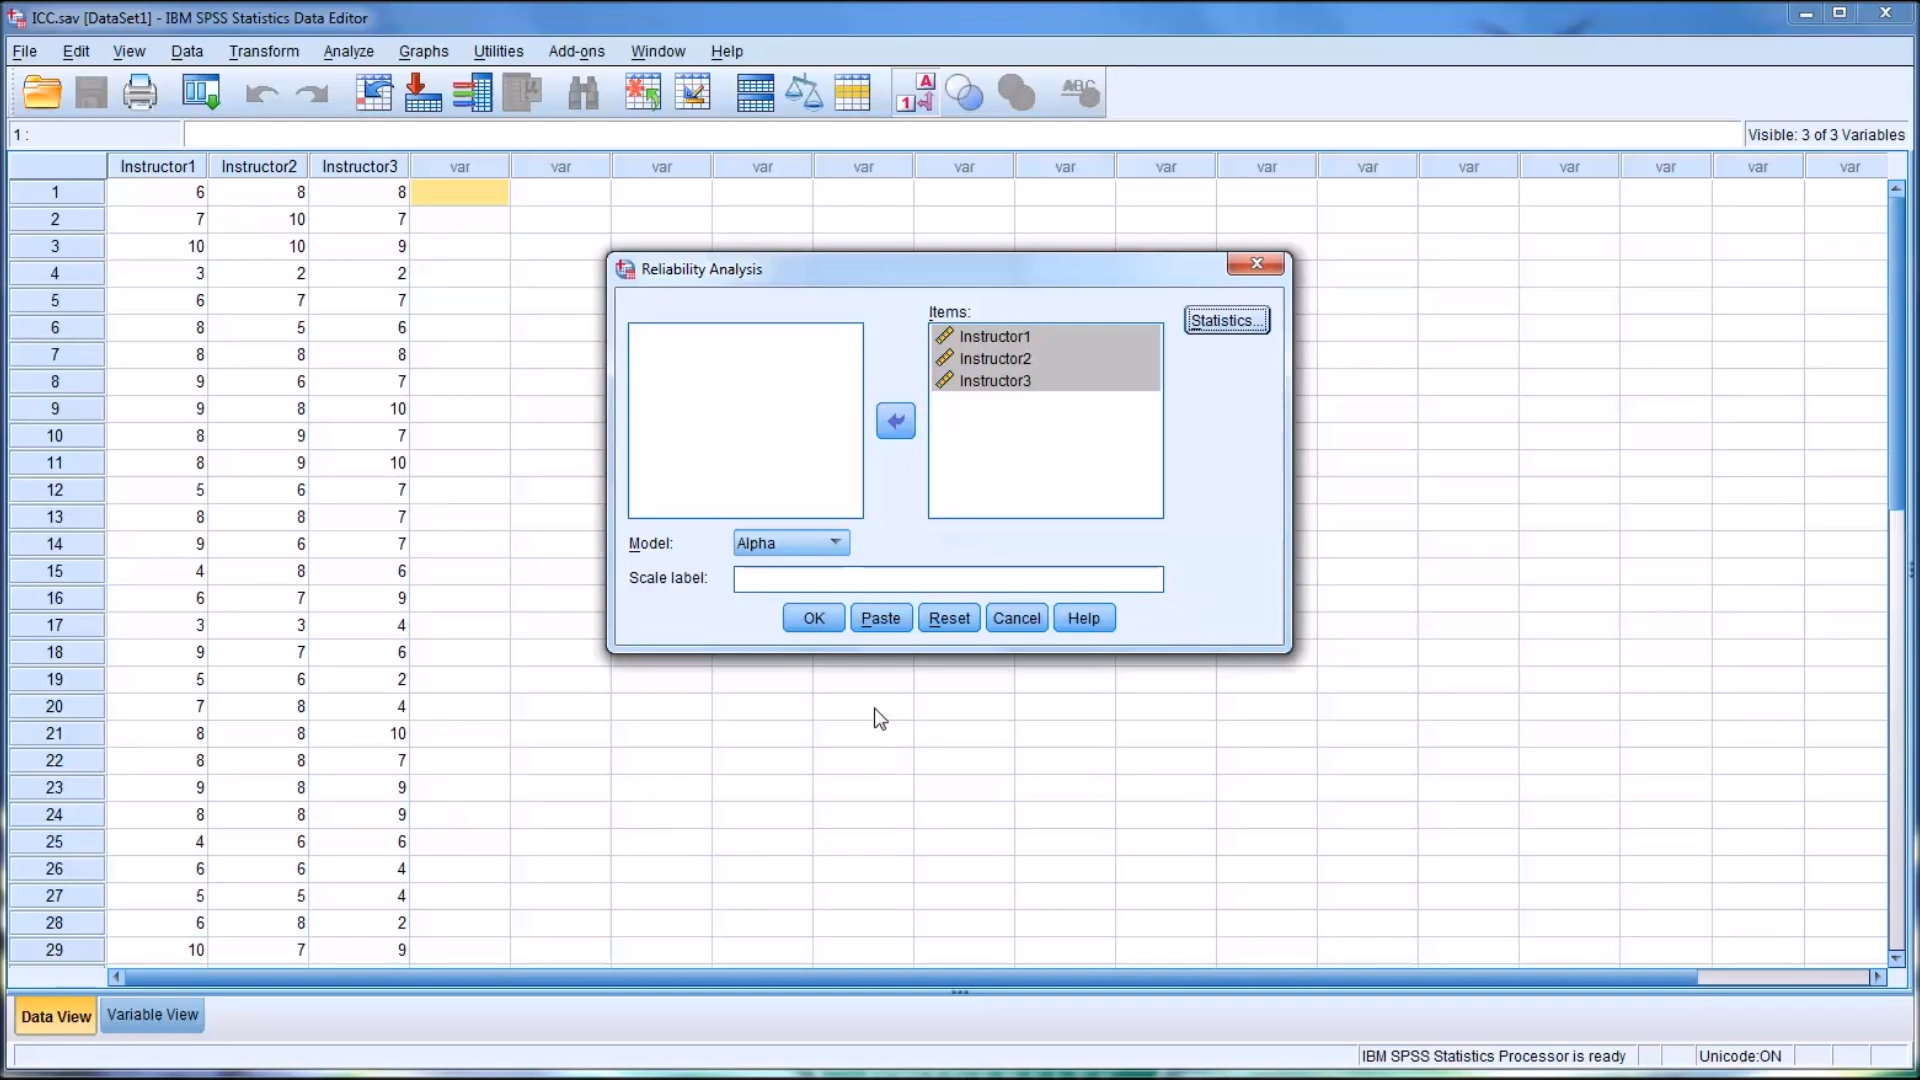 ICC.sav [DataSet1] - IBM SPSS Statistics Data Editor
File Edit View Data Transform Analyze Graphs Utilities Add-ons Window Help
1 A ABC
1 : Visible: 3 of 3 Variables
Instructor1 Instructor2 Instructor3 var var var var var var var var var var var var var var var
1 6 8 8
2 7 10 7
3 10 10 9
4 3 2 2
5 6 7 7
6 8 5 6
7 8 8 8
8 9 6 7
9 9 8 10
10 8 9 7
11 8 9 10
12 5 6 7
13 8 8 7
14 9 6 7
15 4 8 6
16 6 7 9
17 3 3 4
18 9 7 6
19 5 6 2
20 7 8 4
21 8 8 10
22 8 8 7
23 9 8 9
24 8 8 9
25 4 6 6
26 6 6 4
27 5 5 4
28 6 8 2
29 10 7 9
Reliability Analysis
Items:
Statistics...
Instructor1
Instructor2
Instructor3
Model: Alpha
Scale label:
OK Paste Reset Cancel Help
Data View Variable View
IBM SPSS Statistics Processor is ready Unicode:ON